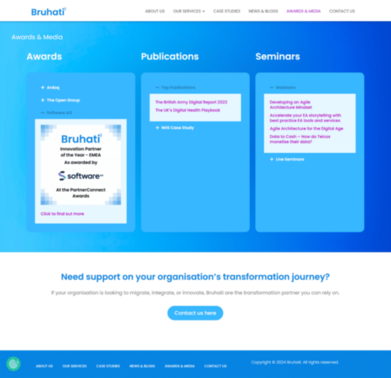 Bruhati
ABOUT US OUR SERVICES CASE STUDIES NEWS & BLOGS AWARDS & MEDIA CONTACT US
Awards & Media
Awards
Ardoq
The Open Group
Software AG
Bruhati
Innovation Partner
of the Year - EMEA
As awarded by
software AG
At the PartnerConnect
Awards
Click to find out more
Publications
Top Publications
The British Army Digital Report 2023
The UK's Digital Health Playbook
NHS Case Study
Seminars
Webinars
Developing an Agile
Architecture Mindset
Accelerate your EA storytelling with
best practice EA tools and services
Agile Architecture for the Digital Age
Data to Cash – How do Telcos
monetise their data?
Live Seminars
Need support on your organisation's transformation journey?
If your organisation is looking to migrate, integrate, or innovate, Bruhati are the transformation partner you can rely on.
Contact us here
ABOUT US OUR SERVICES CASE STUDIES NEWS & BLOGS AWARDS & MEDIA CONTACT US
Copyright © 2024 Bruhati. All rights reserved.